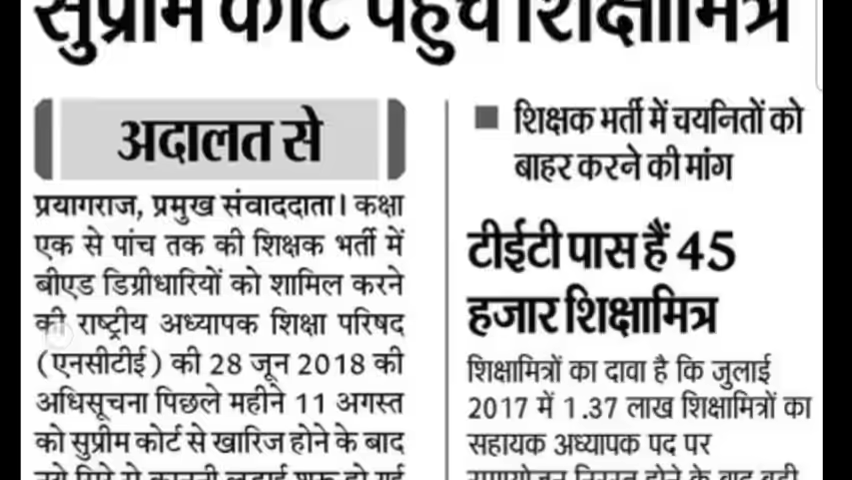 सुप्रीम कोर्ट पहुंचे शिक्षामित्र
अदालत से
प्रयागराज, प्रमुख संवाददाता। कक्षा
एक से पांच तक की शिक्षक भर्ती में
बीएड डिग्रीधारियों को शामिल करने
की राष्ट्रीय अध्यापक शिक्षा परिषद
(एनसीटीई) की 28 जून 2018 की
अधिसूचना पिछले महीने 11 अगस्त
को सुप्रीम कोर्ट से खारिज होने के बाद
शिक्षक भर्ती में चयनितों को
बाहर करने की मांग
टीईटी पास हैं 45
हजार शिक्षामित्र
शिक्षामित्रों का दावा है कि जुलाई
2017 में 1.37 लाख शिक्षामित्रों का
सहायक अध्यापक पद पर